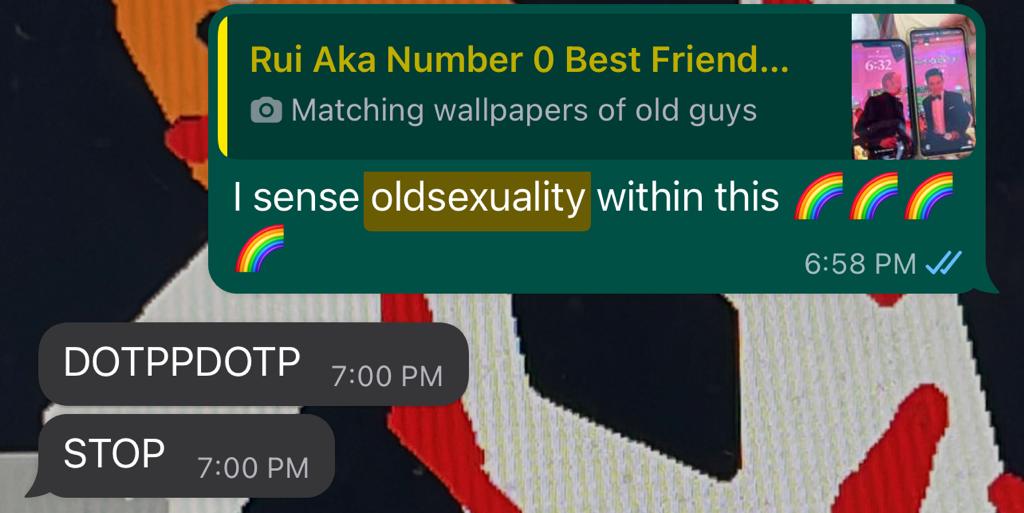 Rui Aka Number 0 Best Friend...
Matching wallpapers of old guys
6:32
I sense oldsexuality within this 🌈🌈🌈
🌈
6:58 PM
DOTPPDOTP 7:00 PM
STOP 7:00 PM